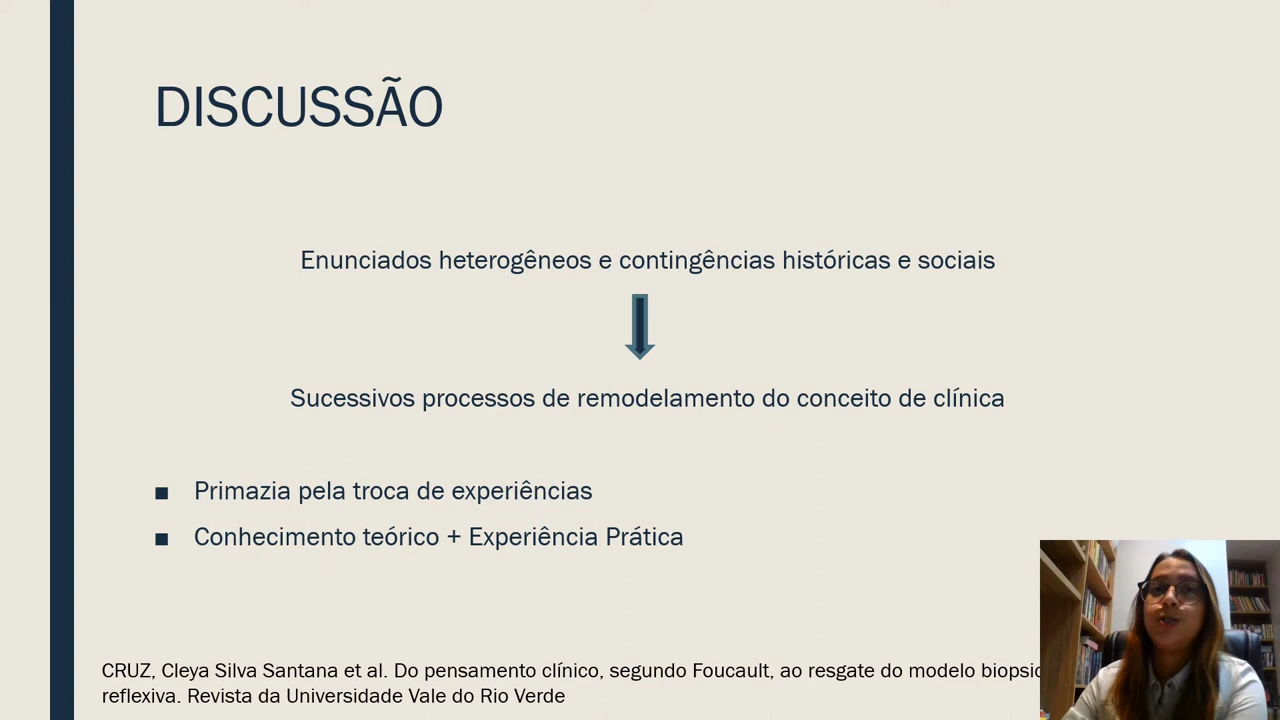 DISCUSSÃO
Enunciados heterogêneos e contingências históricas e sociais
Sucessivos processos de remodelamento do conceito de clínica
Primazia pela troca de experiências
Conhecimento teórico + Experiência Prática
CRUZ, Cleya Silva Santana et al. Do pensamento clínico, segundo Foucault, ao resgate do modelo
reflexiva. Revista da Universidade Vale do Rio Verde